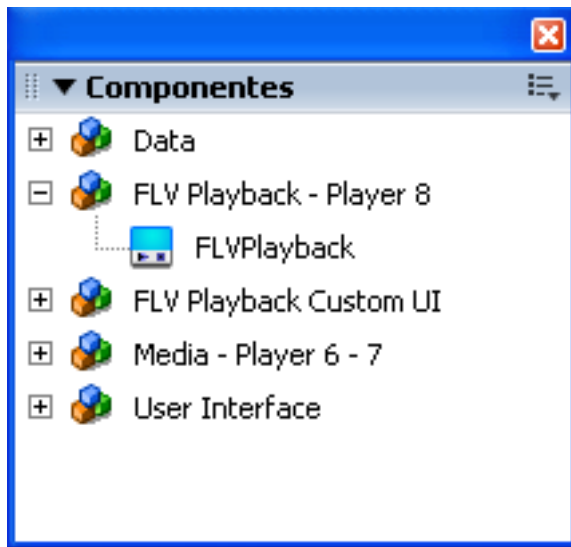 Componentes
Data
FLV Playback - Player 8
FLVPlayback
FLV Playback Custom UI
Media - Player 6 - 7
User Interface